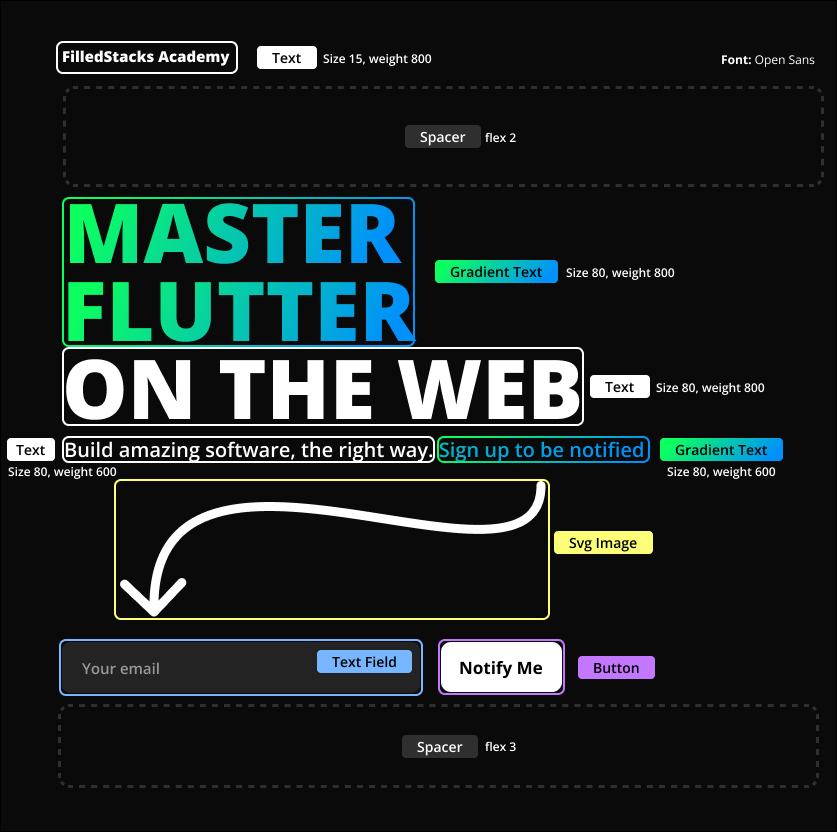 FilledStacks Academy
Text
Size 15, weight 800
Font: Open Sans
Spacer
flex 2
MASTER
FLUTTER
Gradient Text
Size 80, weight 800
ON THE WEB
Text
Size 80, weight 800
Text
Build amazing software, the right way.
Sign up to be notified
Gradient Text
Size 80, weight 600
Size 80, weight 600
Svg Image
Your email
Text Field
Notify Me
Button
Spacer
flex 3